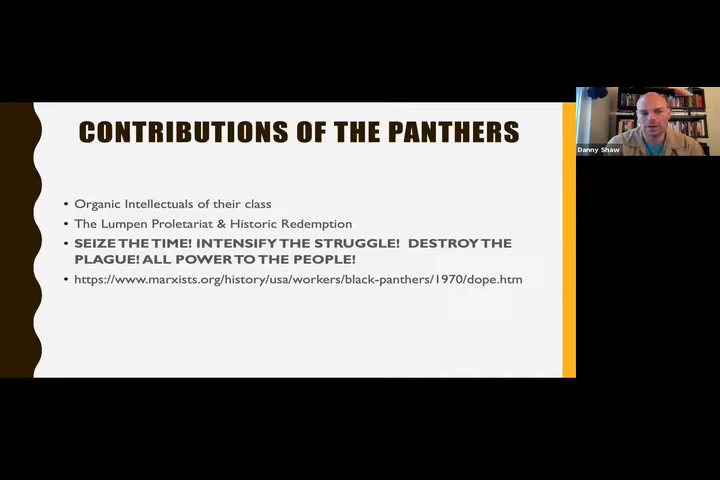 CONTRIBUTIONS OF THE PANTHERS
• Organic Intellectuals of their class
• The Lumpen Proletariat & Historic Redemption
• SEIZE THE TIME! INTENSIFY THE STRUGGLE! DESTROY THE
PLAGUE! ALL POWER TO THE PEOPLE!
• https://www.marxists.org/history/usa/workers/black-panthers/1970/dope.htm
Danny Shaw